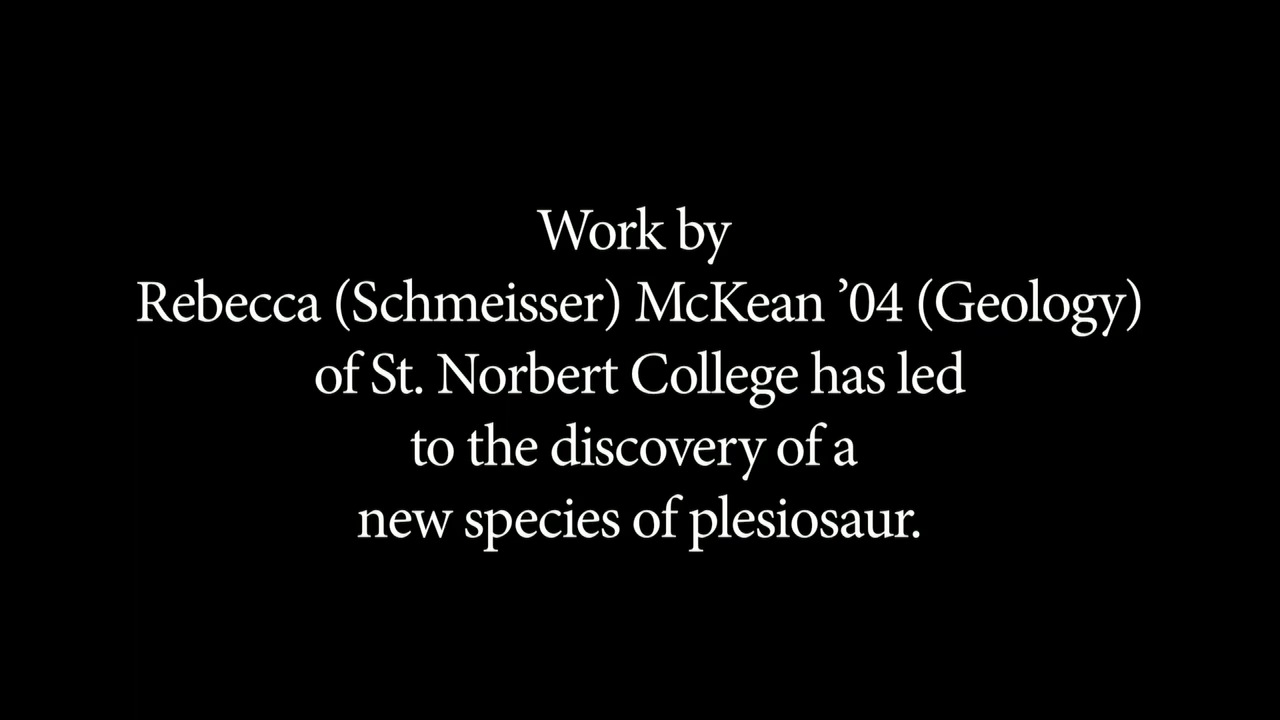 Work by
Rebecca (Schmeisser) McKean ’04 (Geology)
of St. Norbert College has led
to the discovery of a
new species of plesiosaur.